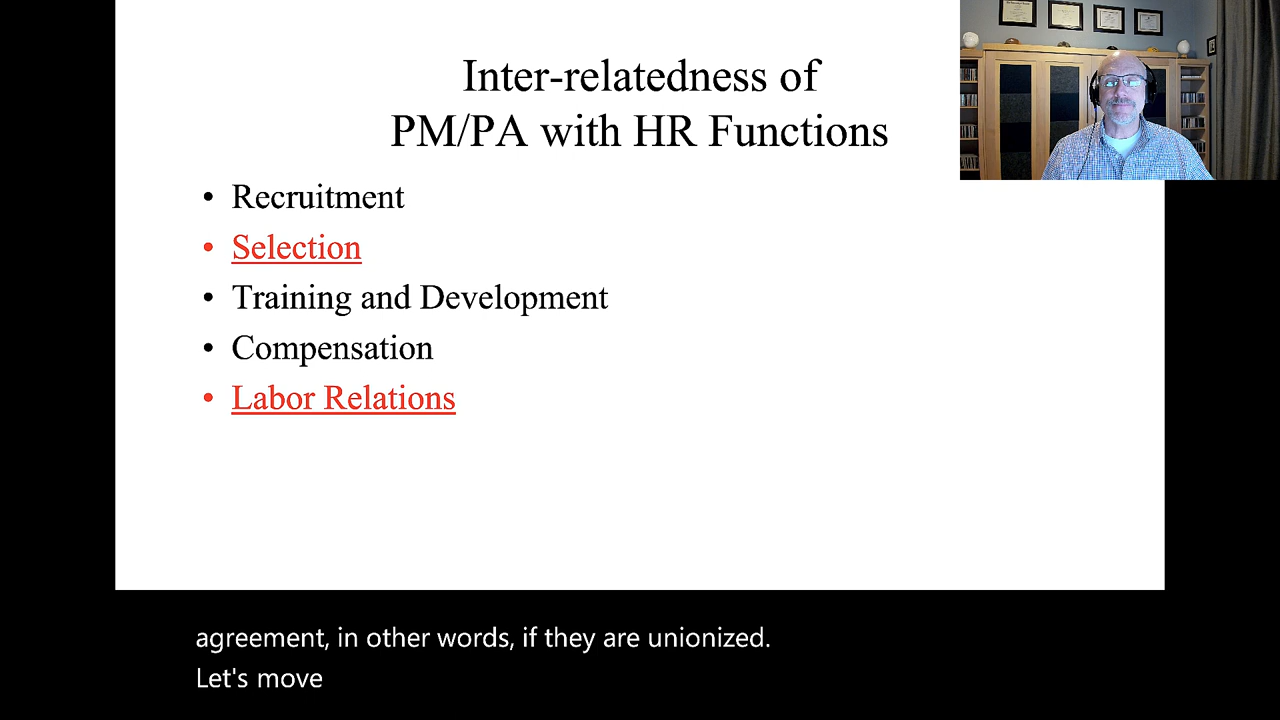 Inter-relatedness of
PM/PA with HR Functions
• Recruitment
• Selection
• Training and Development
• Compensation
• Labor Relations
agreement, in other words, if they are unionized.
Let's move